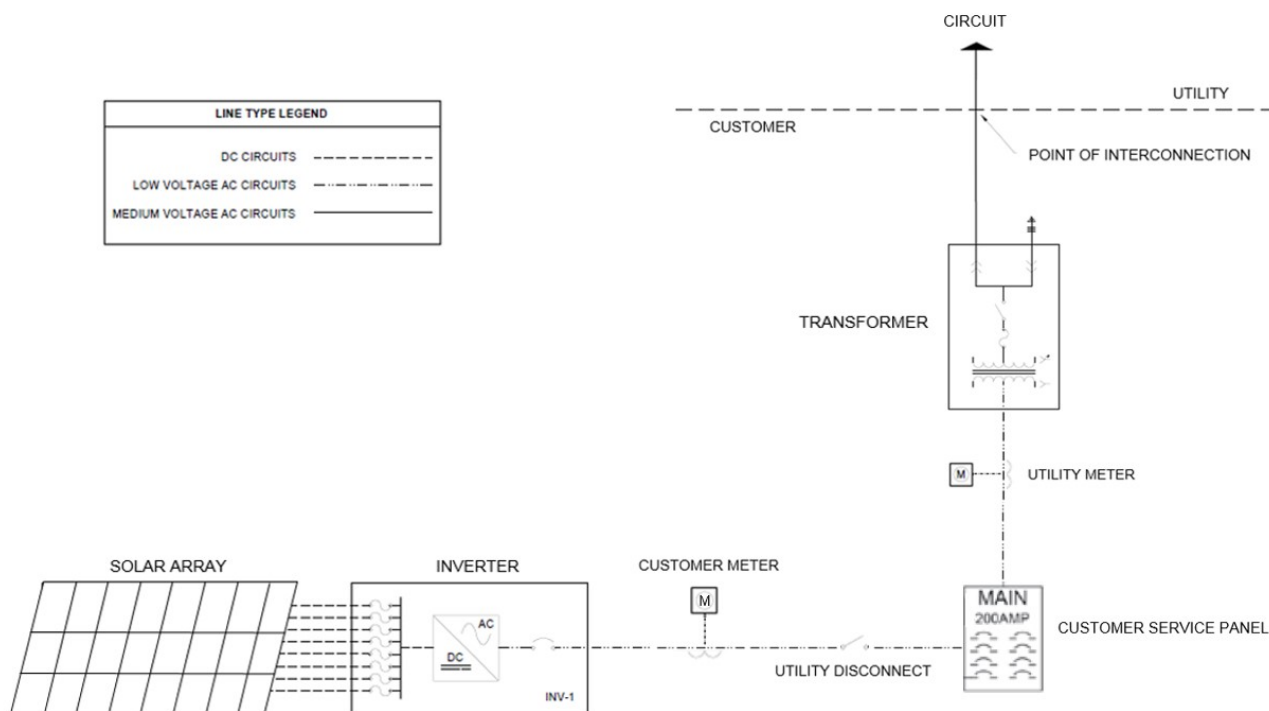 CIRCUIT
LINE TYPE LEGEND
DC CIRCUITS
LOW VOLTAGE AC CIRCUITS
MEDIUM VOLTAGE AC CIRCUITS
UTILITY
CUSTOMER
POINT OF INTERCONNECTION
TRANSFORMER
M
UTILITY METER
SOLAR ARRAY
INVERTER
CUSTOMER METER
M
MAIN
200AMP
CUSTOMER SERVICE PANEL
AC
DC
UTILITY DISCONNECT
INV-1